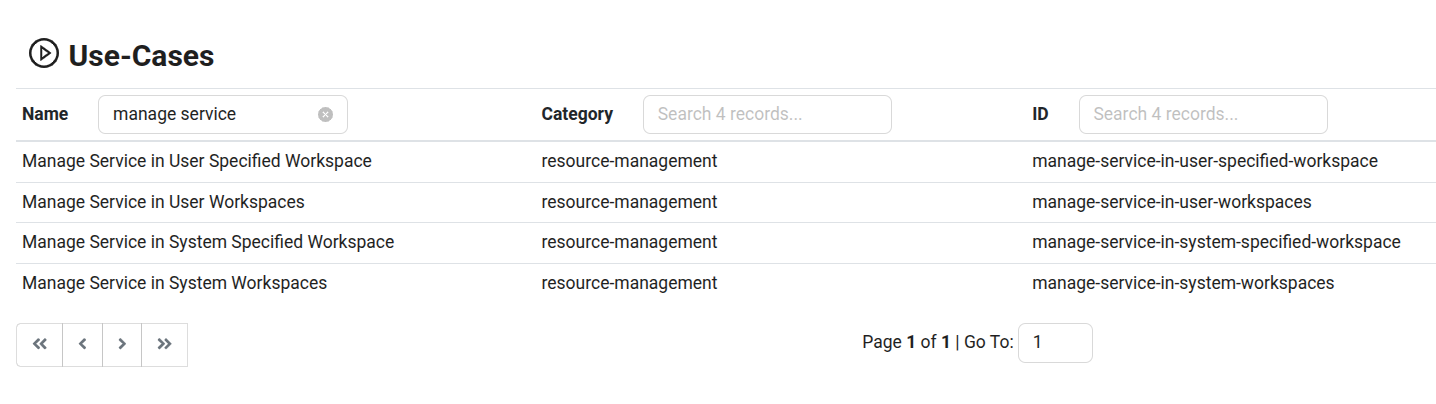 Use-Cases
Name manage service Category Search 4 records... ID Search 4 records...
Manage Service in User Specified Workspace resource-management manage-service-in-user-specified-workspace
Manage Service in User Workspaces resource-management manage-service-in-user-workspaces
Manage Service in System Specified Workspace resource-management manage-service-in-system-specified-workspace
Manage Service in System Workspaces resource-management manage-service-in-system-workspaces
Page 1 of 1 | Go To: 1